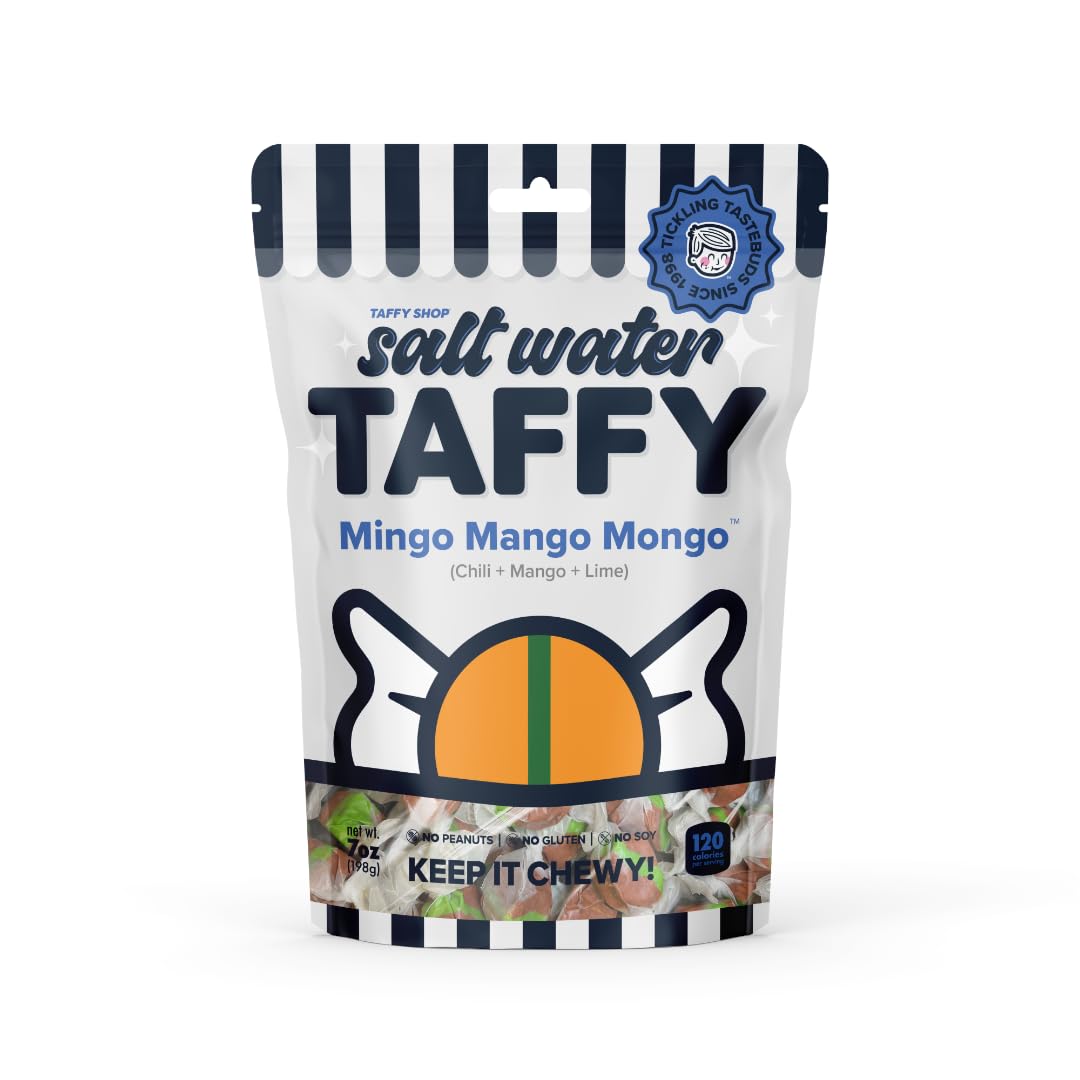 TICKLING TASTEBUDS SINCE 1998
TAFFY SHOP
salt water
TAFFY
Mingo Mango Mongo™
(Chili + Mango + Lime)
net wt.
7oz
(198g)
NO PEANUTS | NO GLUTEN | NO SOY
KEEP IT CHEWY!
120
calories
per serving